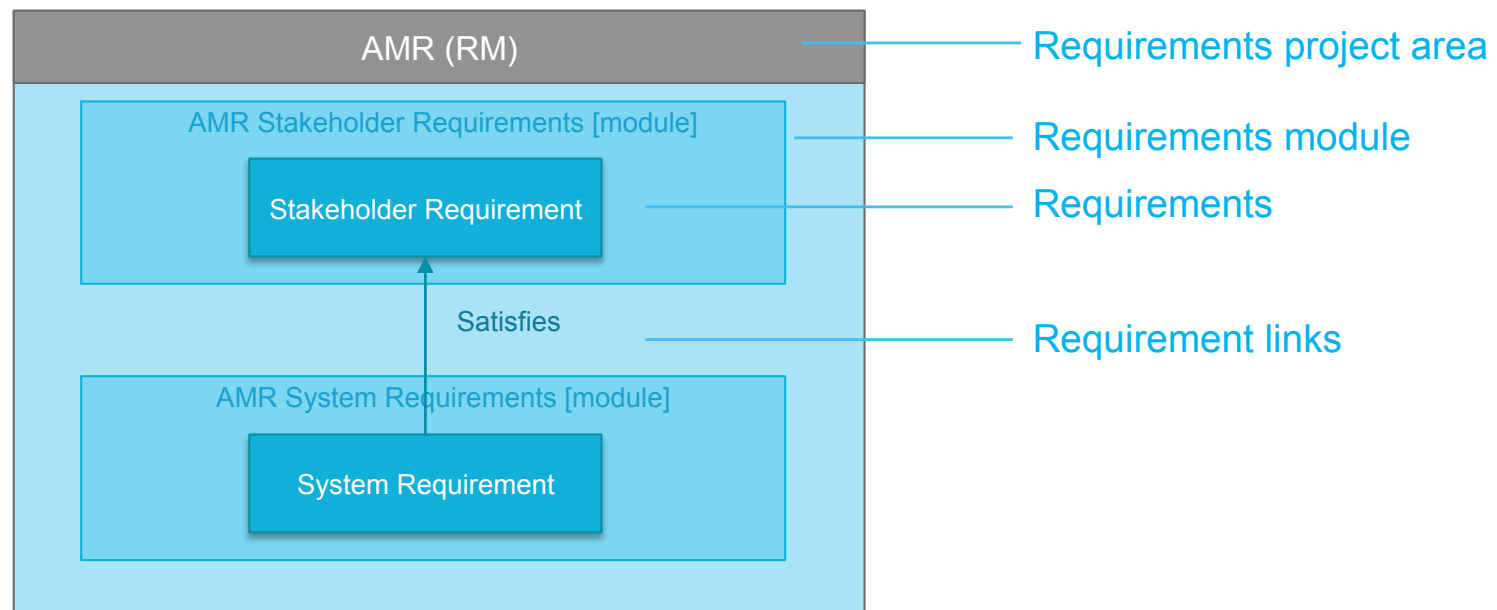 AMR (RM)
Requirements project area
AMR Stakeholder Requirements [module]
Requirements module
Stakeholder Requirement
Requirements
Satisfies
Requirement links
AMR System Requirements [module]
System Requirement